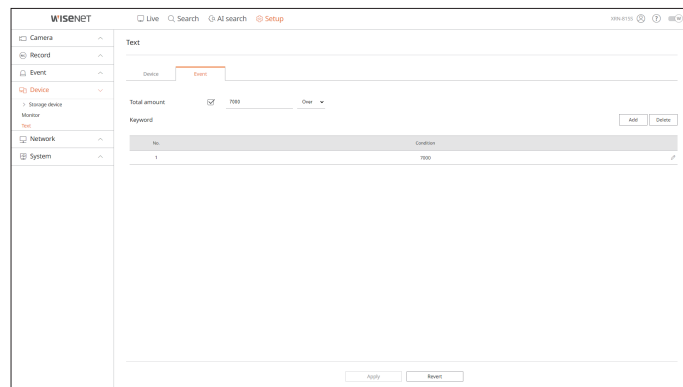 WISENET
Live Search AI search Setup
XRN-815S
Camera
Record
Event
Device
> Storage device
Monitor
Text
Network
System
Text
Device Event
Total amount 7000 Over
Keyword Add Delete
No. Condition
1 7000
Apply Revert